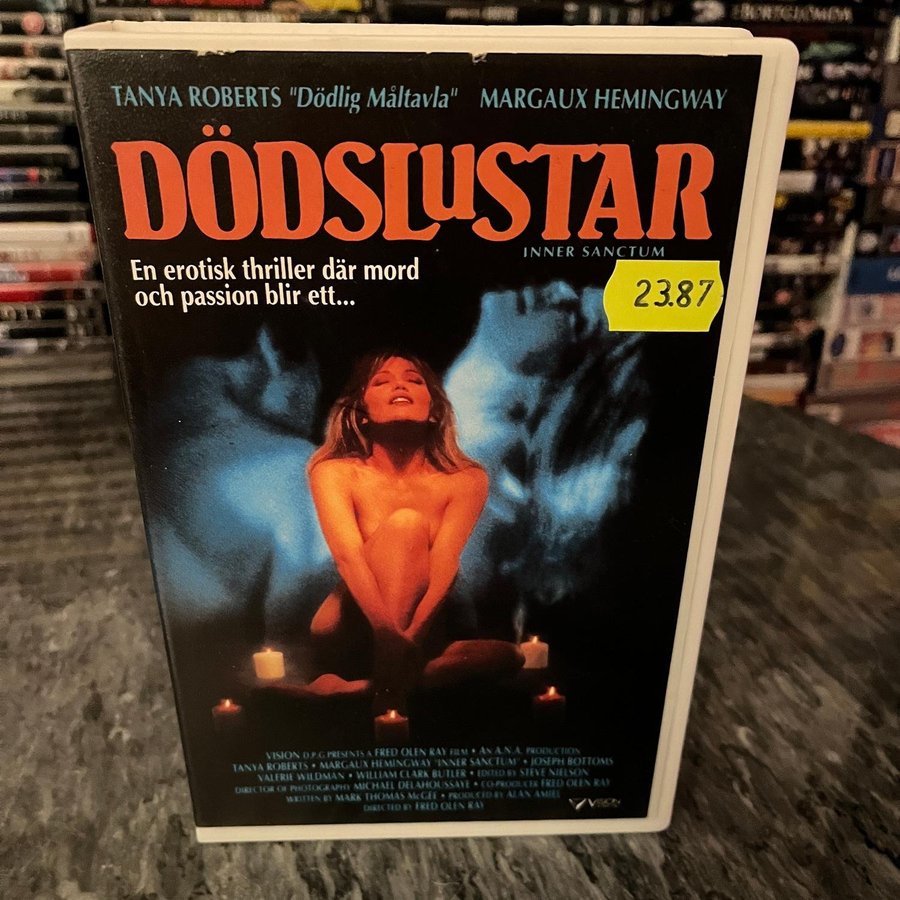 TANYA ROBERTS "Dödlig Måltavla" MARGAUX HEMINGWAY
DÖDSLuSTAR
INNER SANCTUM
En erotisk thriller där mord
och passion blir ett...
23.87
VISION D.P.G PRESENTS A FRED OLEN RAY FILM • AN A.N.A. PRODUCTION
TANYA ROBERTS • MARGAUX HEMINGWAY "INNER SANCTUM" • JOSEPH BOTTOMS
VALERIE WILDMAN • WILLIAM CLARK BUTLER • EDITED BY STEVE NIELSON
DIRECTOR OF PHOTOGRAPHY MICHAEL DELAHOUSSAYE • CO-PRODUCER FRED OLEN RAY
WRITTEN BY MARK THOMAS McGEE • PRODUCED BY ALAN AMIEL
DIRECTED BY FRED OLEN RAY